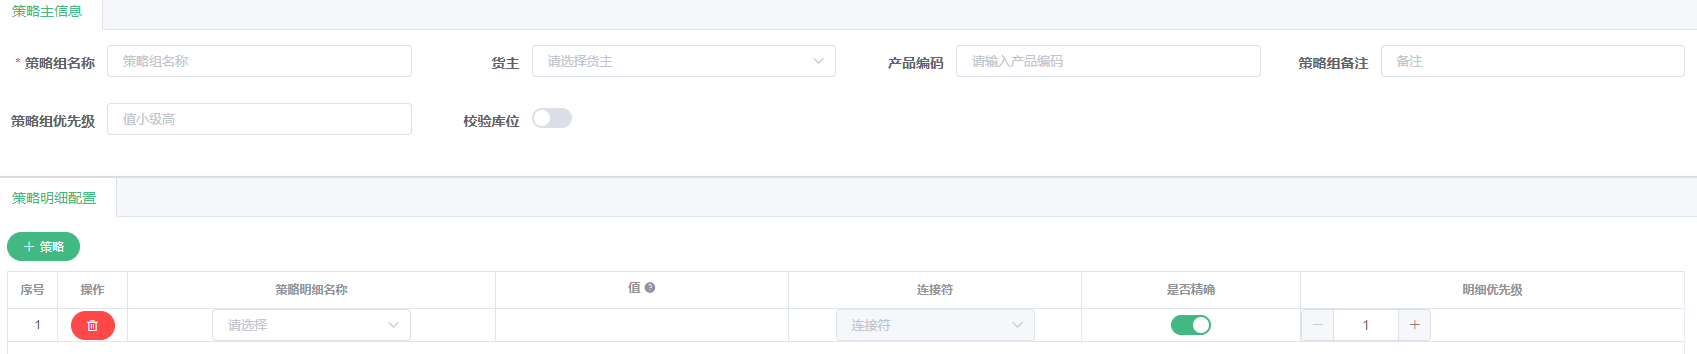 策略主信息
* 策略组名称 策略组名称 货主 请选择货主 产品编码 请输入产品编码 策略组备注 备注
策略组优先级 值小级高 校验库位
策略明细配置
+ 策略
序号 操作 策略明细名称 值 ? 连接符 是否精确 明细优先级
1 请选择 连接符 − 1 +